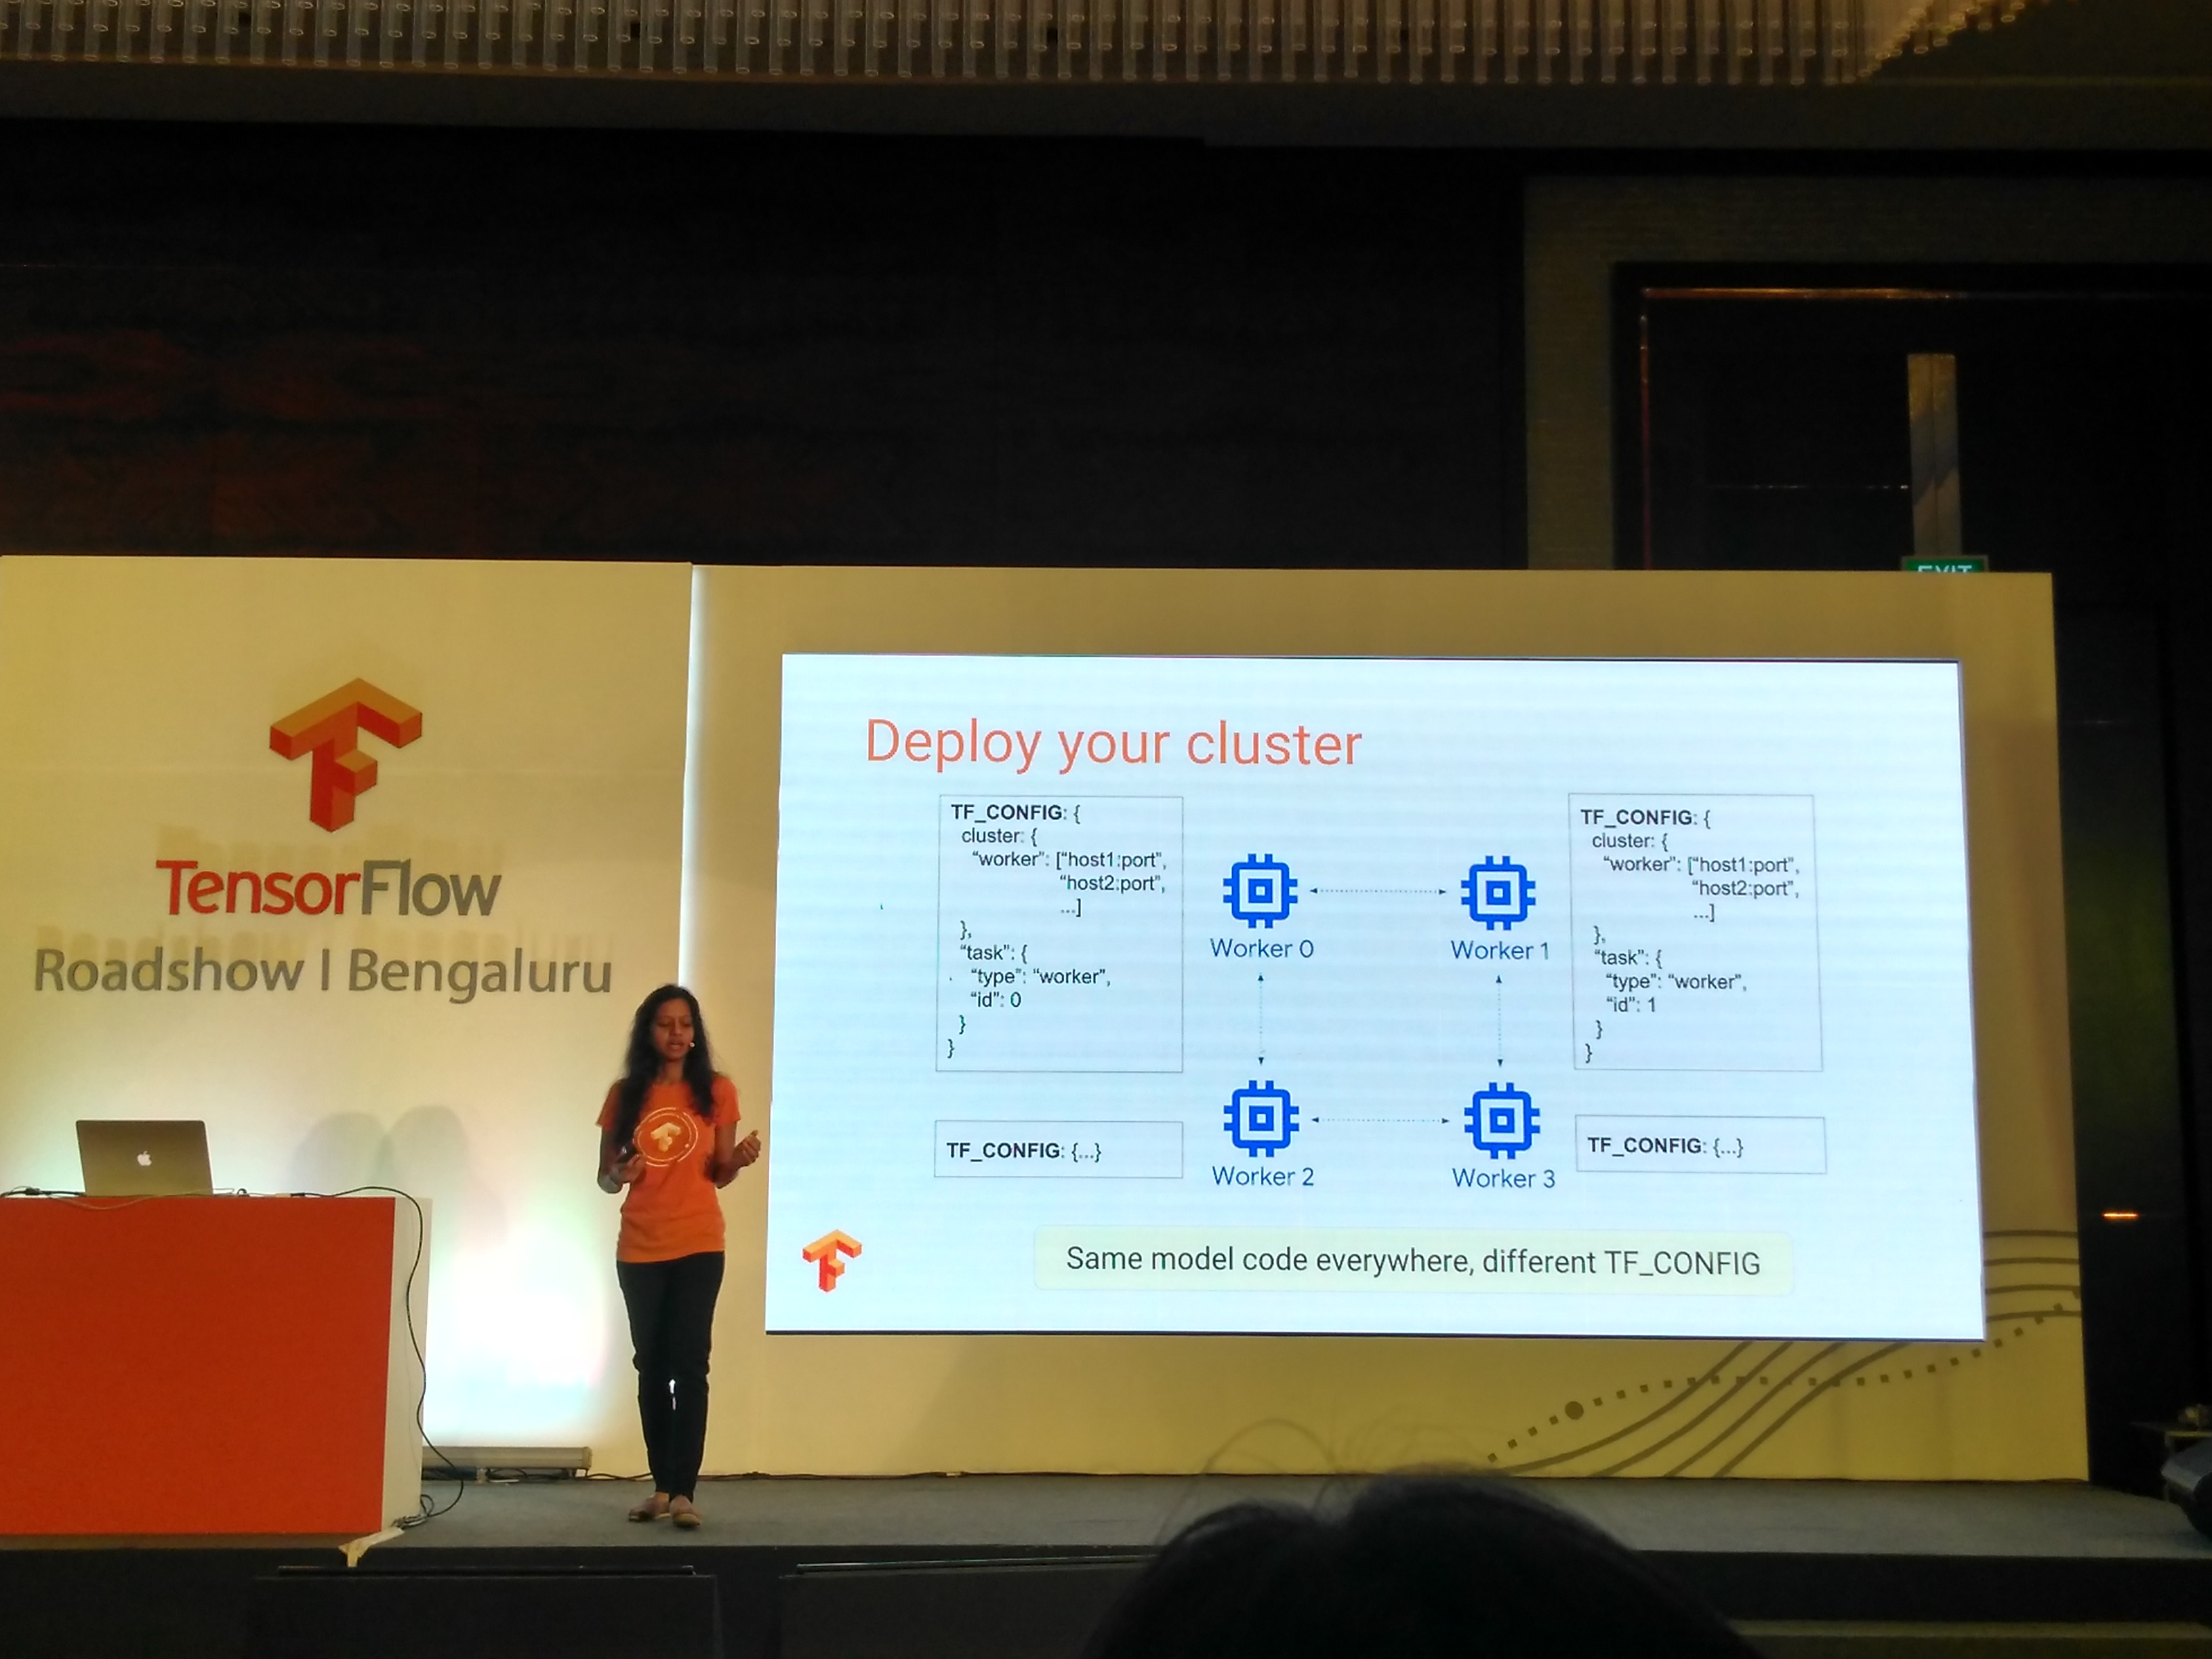 EXIT
TensorFlow
Roadshow | Bengaluru
Deploy your cluster
TF_CONFIG: {
cluster: {
“worker”: [“host1:port”,
“host2:port”,
...]
},
“task”: {
“type”: “worker”,
“id”: 0
}
}
Worker 0
Worker 1
TF_CONFIG: {
cluster: {
“worker”: [“host1:port”,
“host2:port”,
...]
},
“task”: {
“type”: “worker”,
“id”: 1
}
}
TF_CONFIG: {...}
Worker 2
Worker 3
TF_CONFIG: {...}
Same model code everywhere, different TF_CONFIG